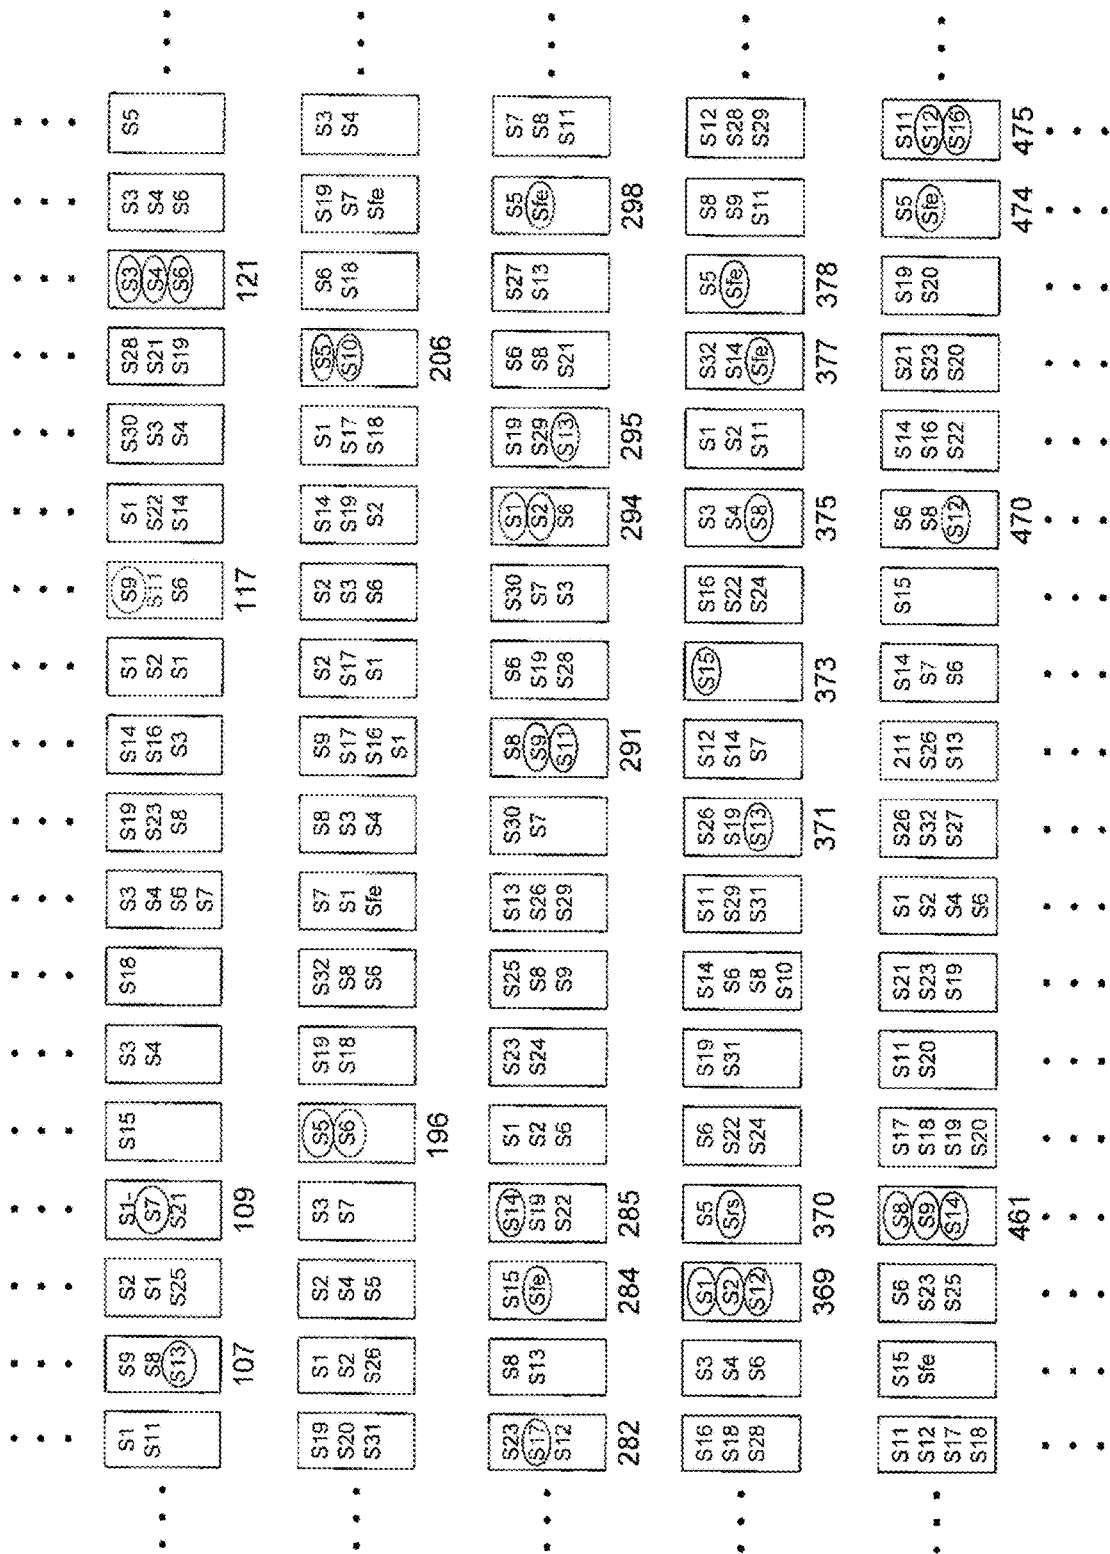 S1
S11
S9
S8
S13
107
S2
S1
S25
S1-
S7
S21
109
S15
S3
S4
S18
S3
S4
S6
S7
S19
S23
S8
S14
S16
S3
S1
S2
S1
S9
S11
S6
117
S1
S22
S14
S30
S3
S4
S28
S21
S19
S3
S4
S6
121
S3
S4
S6
S5
S19
S20
S31
S1
S2
S26
S2
S4
S5
S3
S7
S5
S6
196
S19
S18
S32
S8
S6
S7
S1
Sfe
S8
S3
S4
S9
S17
S16
S1
S2
S17
S1
S2
S3
S6
S14
S19
S2
S1
S17
S18
S5
S10
206
S6
S18
S19
S7
Sfe
S3
S4
S23
S17
S12
282
S8
S13
S15
Sfe
284
S14
S19
S22
285
S1
S2
S6
S23
S24
S25
S8
S9
S13
S26
S29
S30
S7
S8
S9
S11
291
S6
S19
S28
S30
S7
S3
S1
S2
S6
294
S19
S29
S13
295
S6
S8
S21
S27
S13
S5
Sfe
298
S7
S8
S11
S16
S18
S28
S3
S4
S6
S1
S2
S12
369
S5
Srs
370
S6
S22
S24
S19
S31
S14
S6
S8
S10
S11
S29
S31
S26
S19
S13
371
S12
S14
S7
S15
373
S16
S22
S24
S3
S4
S8
375
S1
S2
S11
S32
S14
Sfe
377
S5
Sfe
378
S8
S9
S11
S12
S28
S29
S11
S12
S17
S18
S15
Sfe
S6
S23
S25
S8
S9
S14
461
S17
S18
S19
S20
S11
S20
S21
S23
S19
S1
S2
S4
S6
S26
S32
S27
211
S26
S13
S14
S7
S6
S15
S6
S8
S12
470
S14
S16
S22
S21
S23
S20
S19
S20
S5
Sfe
474
S11
S12
S16
475